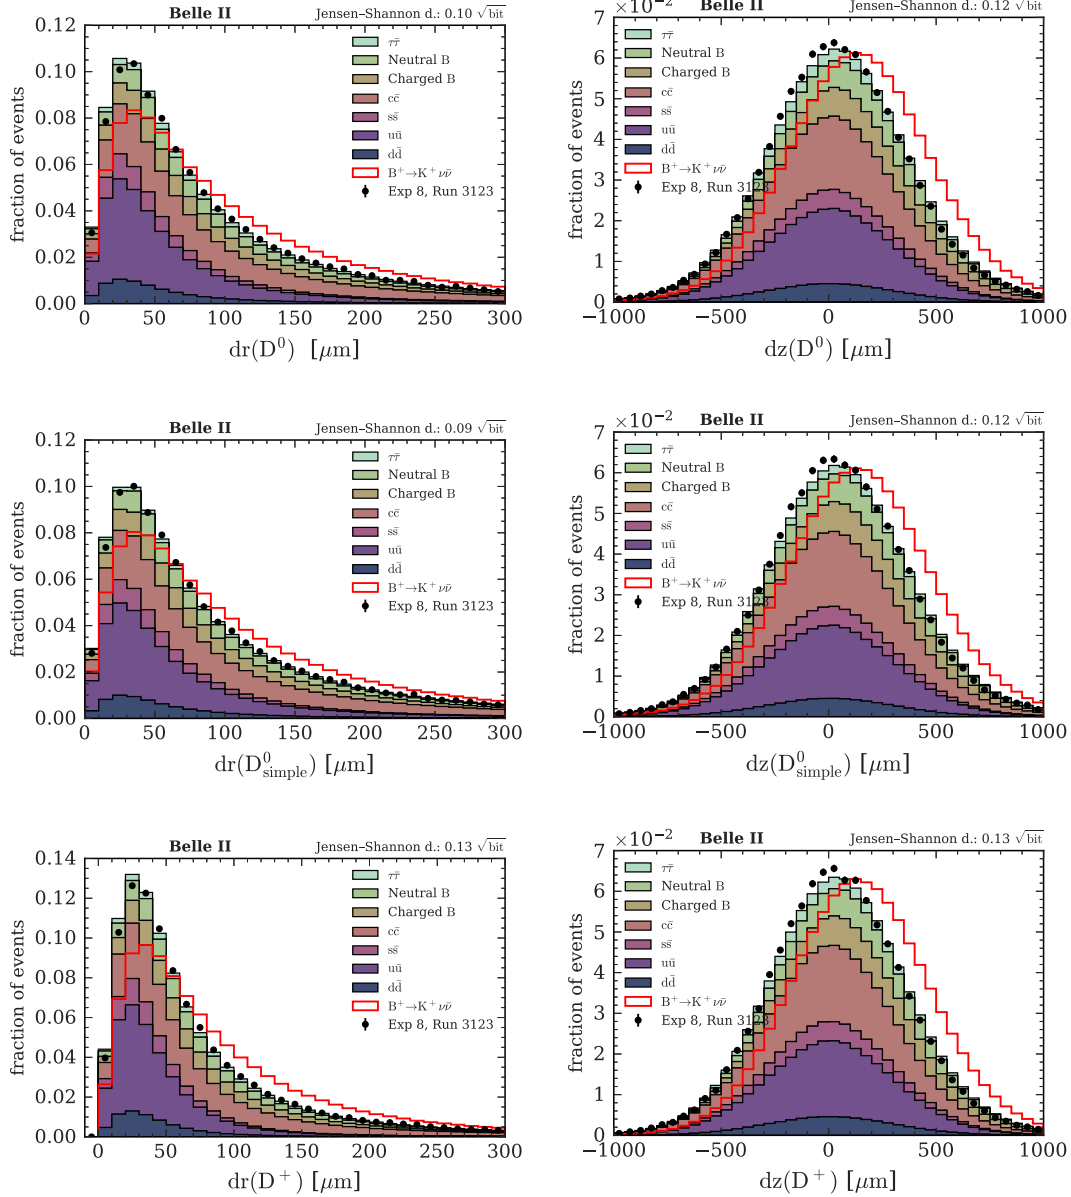 Belle II Jensen–Shannon d.: 0.10 √bit
0.12
0.10
0.08
0.06
0.04
0.02
0.00
fraction of events
ττ̄
Neutral B
Charged B
cc̄
ss̄
uū
dd̄
B⁺→K⁺νν̄
Exp 8, Run 3123
0 50 100 150 200 250 300
dr(D⁰) [μm]
×10⁻² Belle II Jensen–Shannon d.: 0.12 √bit
7
6
5
4
3
2
1
0
fraction of events
ττ̄
Neutral B
Charged B
cc̄
ss̄
uū
dd̄
B⁺→K⁺νν̄
Exp 8, Run 3123
−1000 −500 0 500 1000
dz(D⁰) [μm]
Belle II Jensen–Shannon d.: 0.09 √bit
0.12
0.10
0.08
0.06
0.04
0.02
0.00
fraction of events
ττ̄
Neutral B
Charged B
cc̄
ss̄
uū
dd̄
B⁺→K⁺νν̄
Exp 8, Run 3123
0 50 100 150 200 250 300
dr(D⁰simple) [μm]
×10⁻² Belle II Jensen–Shannon d.: 0.12 √bit
7
6
5
4
3
2
1
0
fraction of events
ττ̄
Neutral B
Charged B
cc̄
ss̄
uū
dd̄
B⁺→K⁺νν̄
Exp 8, Run 3123
−1000 −500 0 500 1000
dz(D⁰simple) [μm]
Belle II Jensen–Shannon d.: 0.13 √bit
0.14
0.12
0.10
0.08
0.06
0.04
0.02
0.00
fraction of events
ττ̄
Neutral B
Charged B
cc̄
ss̄
uū
dd̄
B⁺→K⁺νν̄
Exp 8, Run 3123
0 50 100 150 200 250 300
dr(D⁺) [μm]
×10⁻² Belle II Jensen–Shannon d.: 0.13 √bit
7
6
5
4
3
2
1
0
fraction of events
ττ̄
Neutral B
Charged B
cc̄
ss̄
uū
dd̄
B⁺→K⁺νν̄
Exp 8, Run 3123
−1000 −500 0 500 1000
dz(D⁺) [μm]